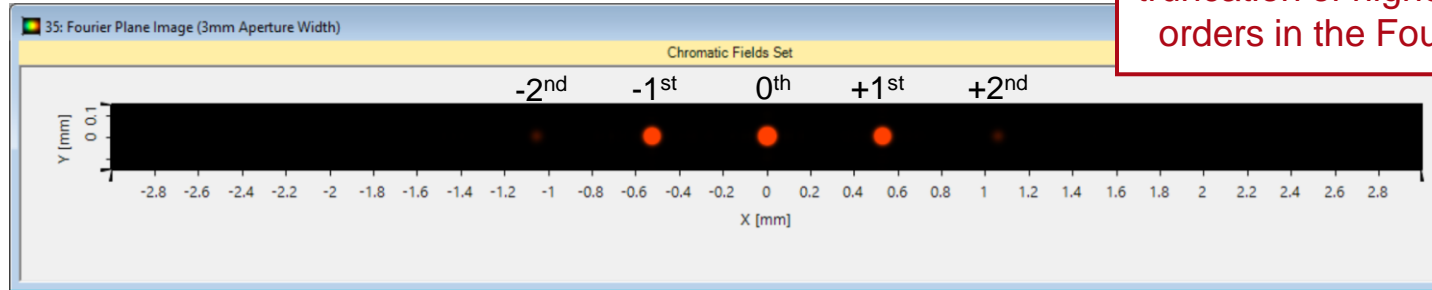 orders in the Fou
35: Fourier Plane Image (3mm Aperture Width)
Chromatic Fields Set
-2nd -1st 0th +1st +2nd
Y [mm]
0 0.1
-2.8 -2.6 -2.4 -2.2 -2 -1.8 -1.6 -1.4 -1.2 -1 -0.8 -0.6 -0.4 -0.2 0 0.2 0.4 0.6 0.8 1 1.2 1.4 1.6 1.8 2 2.2 2.4 2.6 2.8
X [mm]